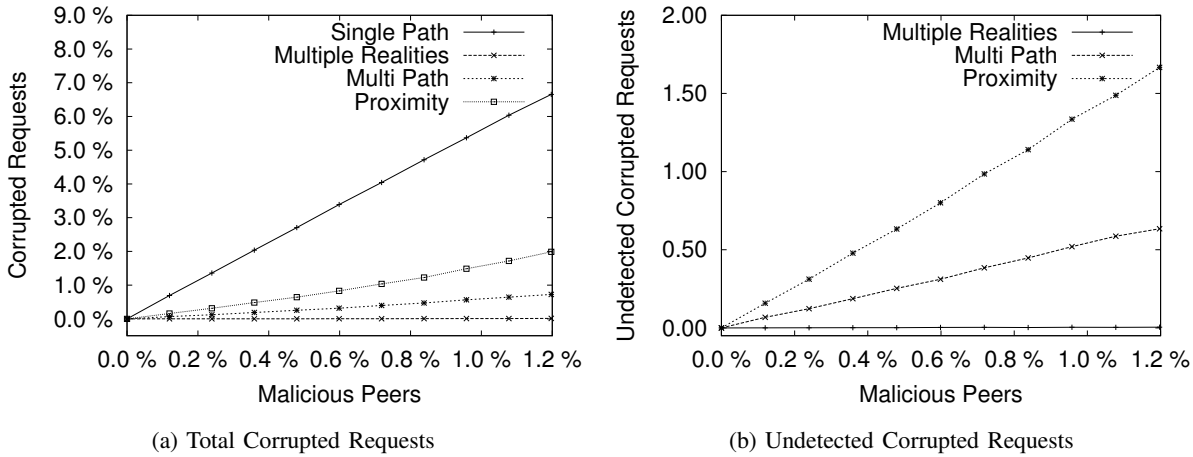 9.0 %
8.0 %
7.0 %
6.0 %
5.0 %
4.0 %
3.0 %
2.0 %
1.0 %
0.0 %
Corrupted Requests
Single Path
Multiple Realities
Multi Path
Proximity
0.0 % 0.2 % 0.4 % 0.6 % 0.8 % 1.0 % 1.2 %
Malicious Peers
(a) Total Corrupted Requests
2.00
1.50
1.00
0.50
0.00
Undetected Corrupted Requests
Multiple Realities
Multi Path
Proximity
0.0 % 0.2 % 0.4 % 0.6 % 0.8 % 1.0 % 1.2 %
Malicious Peers
(b) Undetected Corrupted Requests